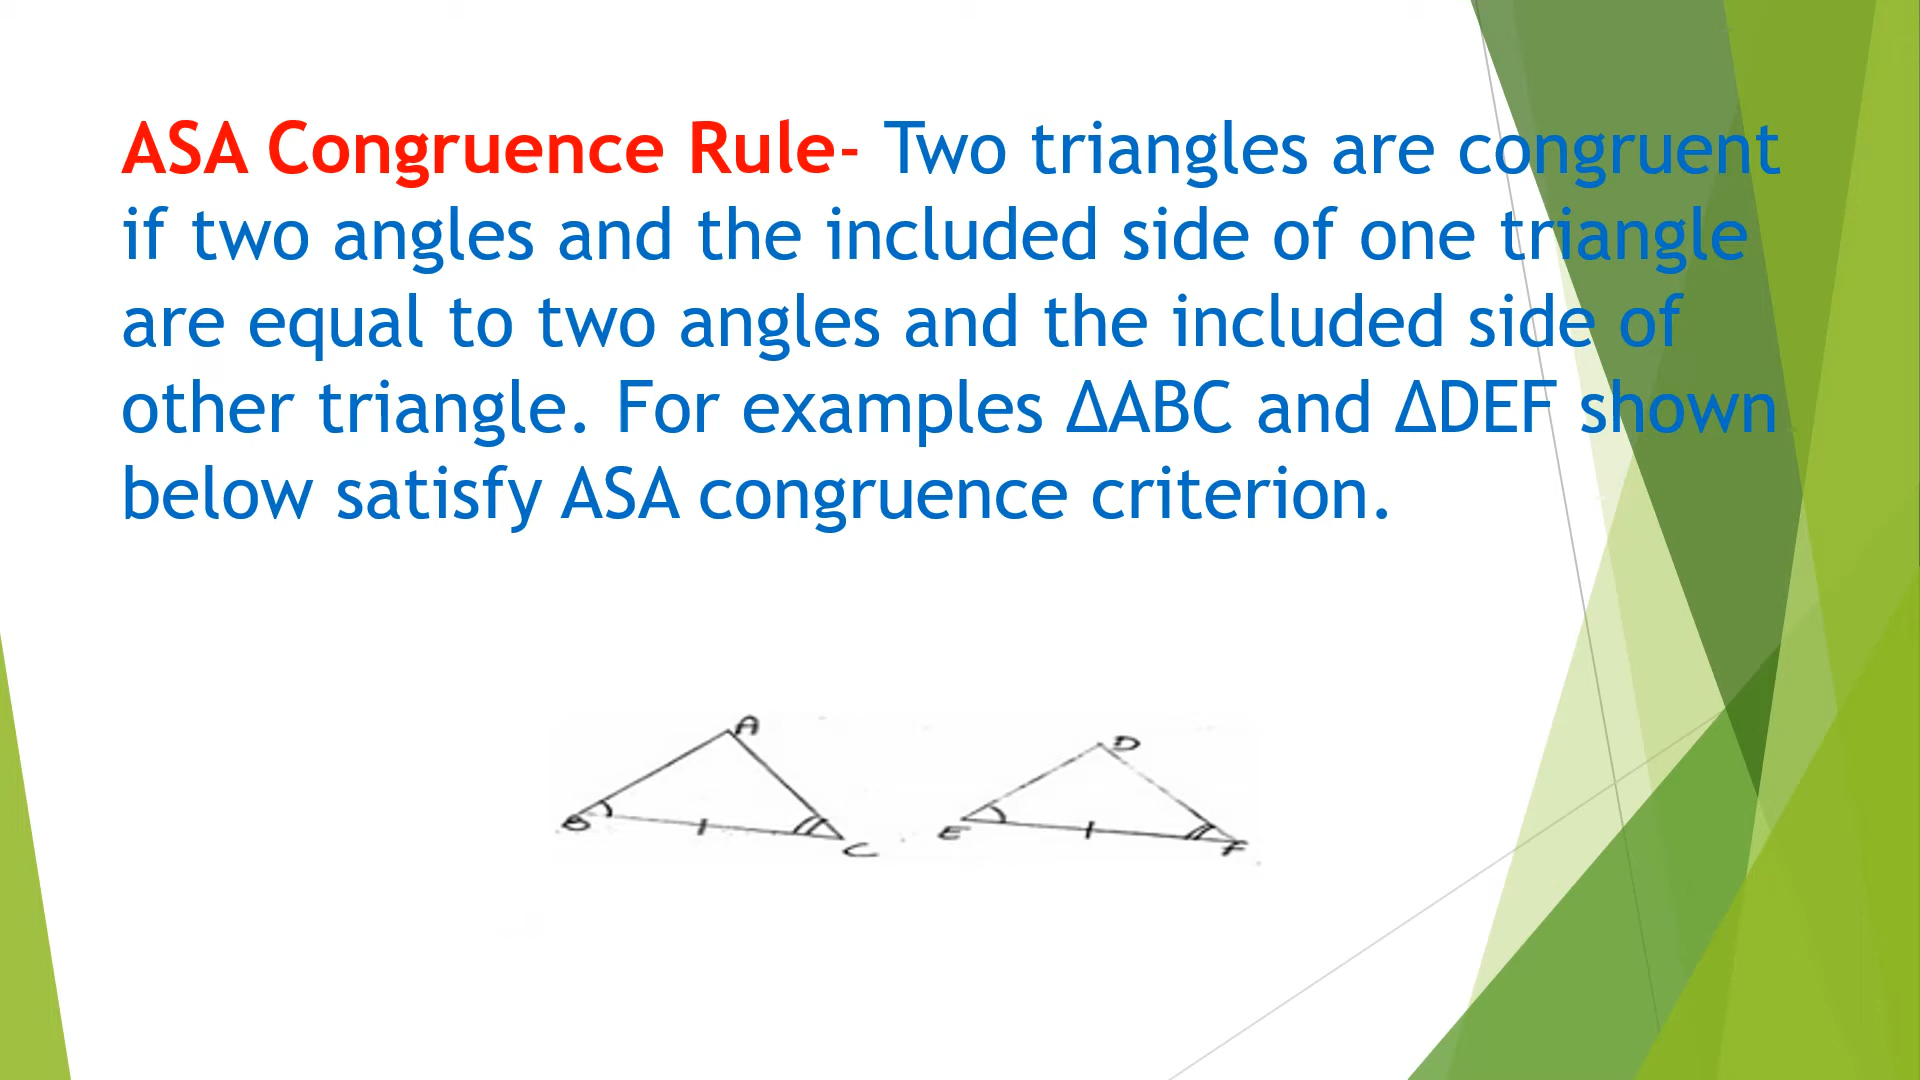 ASA Congruence Rule- Two triangles are congruent
if two angles and the included side of one triangle
are equal to two angles and the included side of
other triangle. For examples ∆ABC and ∆DEF shown
below satisfy ASA congruence criterion.
A
D
B
E
C
F